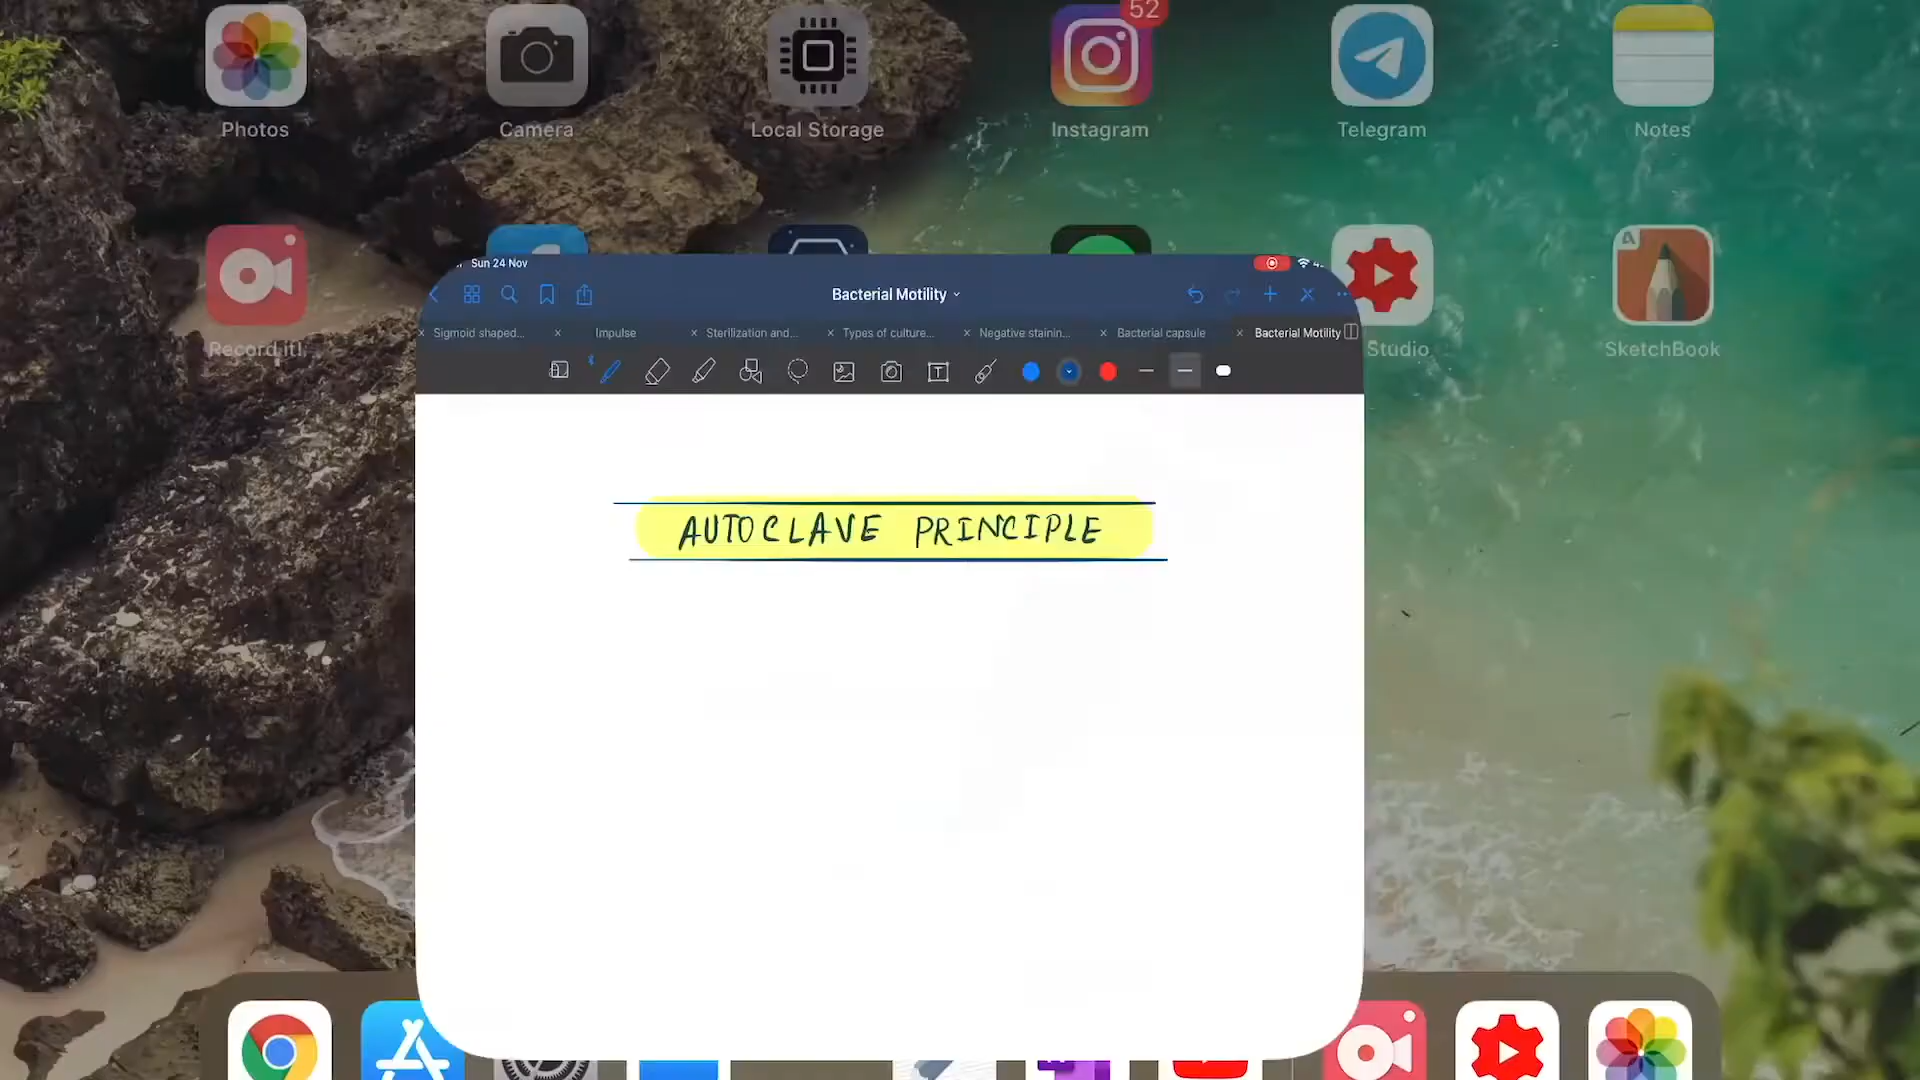 52
Photos
Camera
Local Storage
Instagram
Telegram
Notes
Record it!
Studio
SketchBook
Sun 24 Nov
Bacterial Motility
Sigmoid shaped...
Impulse
Sterilization and...
Types of culture...
Negative stainin...
Bacterial capsule
Bacterial Motility
AUTOCLAVE PRINCIPLE